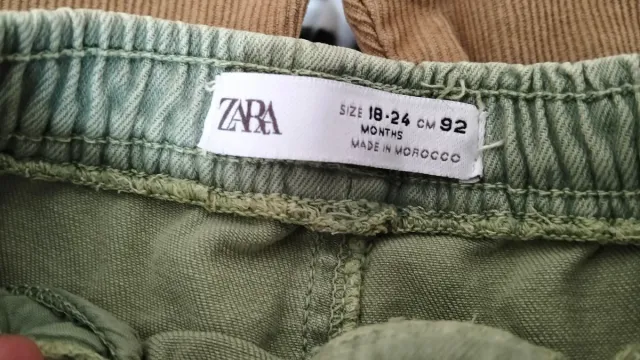 ZARA
SIZE 18-24 CM 92
MONTHS
MADE IN MOROCCO